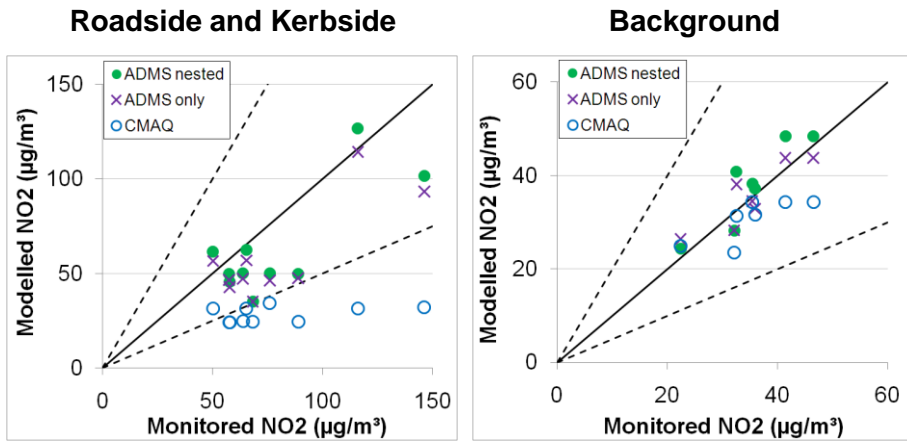 Roadside and Kerbside
Modelled NO2 (µg/m³)
150
100
50
0
ADMS nested
ADMS only
CMAQ
0 50 100 150
Monitored NO2 (µg/m³)
Background
Modelled NO2 (µg/m³)
60
40
20
0
ADMS nested
ADMS only
CMAQ
0 20 40 60
Monitored NO2 (µg/m³)